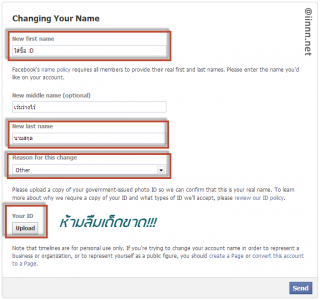 Changing Your Name
@iinnn.net
New first name
ใส่ชื่อ :D
Facebook's name policy requires all members to provide their real first and last names. Please enter the name you'd
like on your account.
New middle name (optional)
เว้นว่างไว้
New last name
นามสกุล
Reason for this change
Other
Please upload a copy of your government-issued photo ID so we can confirm that this is your real name. To learn
more about why we require a copy of your ID and what types of ID we'll accept, please review our ID policy.
Your ID
Upload
ห้ามลืมเด็ดขาด!!!
Note that timelines are for personal use only. If you're trying to change your account name in order to represent a
business or organization, or to represent yourself as a public figure, you should create a Page or convert this account
to a Page.
Send